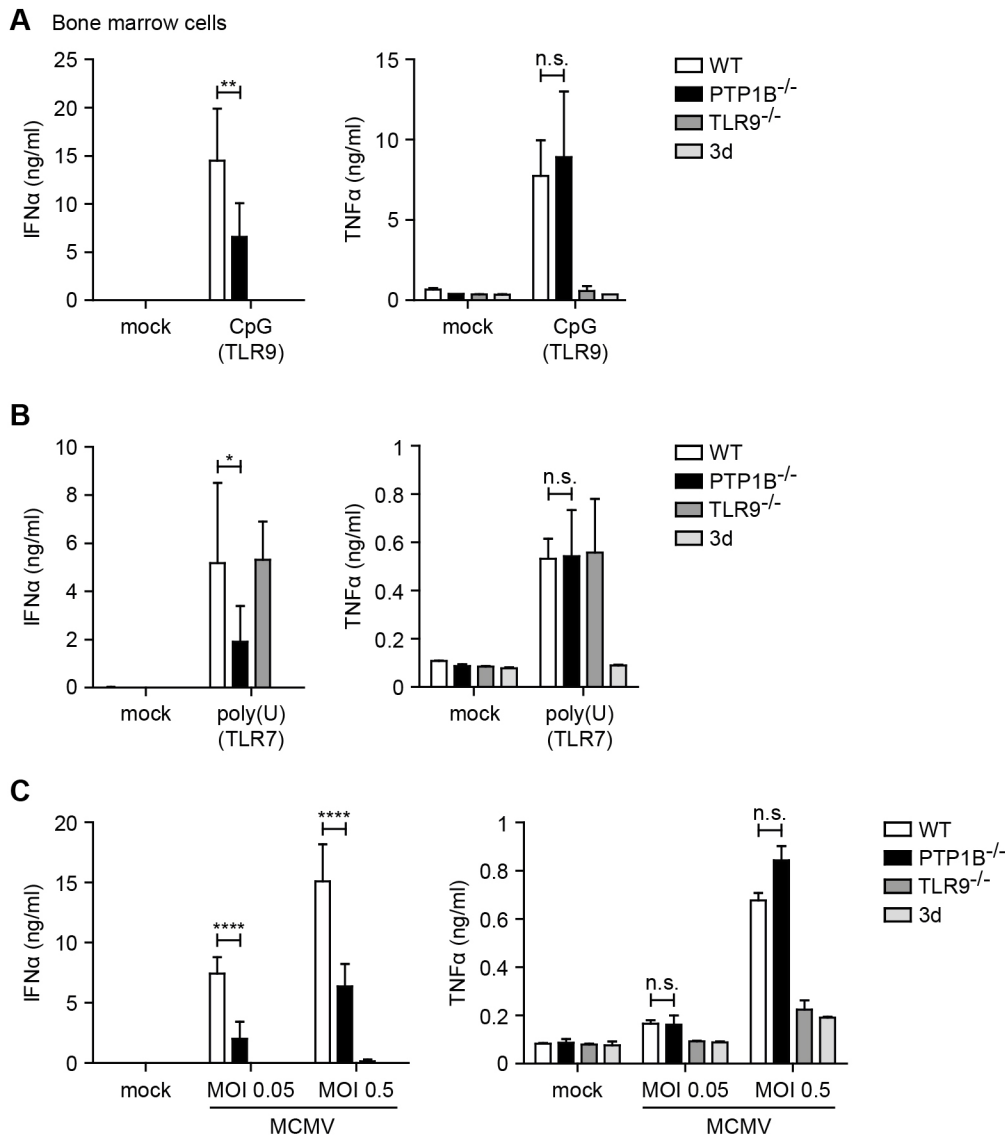 A Bone marrow cells
25
20
15
10
5
0
IFNα (ng/ml)
**
mock
CpG
(TLR9)
15
10
5
0
TNFα (ng/ml)
n.s.
mock
CpG
(TLR9)
WT
PTP1B-/-
TLR9-/-
3d
B
10
8
6
4
2
0
IFNα (ng/ml)
*
mock
poly(U)
(TLR7)
1
0.8
0.6
0.4
0.2
0
TNFα (ng/ml)
n.s.
mock
poly(U)
(TLR7)
WT
PTP1B-/-
TLR9-/-
3d
C
20
15
10
5
0
IFNα (ng/ml)
****
****
mock
MOI 0.05
MOI 0.5
MCMV
1
0.8
0.6
0.4
0.2
0
TNFα (ng/ml)
n.s.
n.s.
mock
MOI 0.05
MOI 0.5
MCMV
WT
PTP1B-/-
TLR9-/-
3d